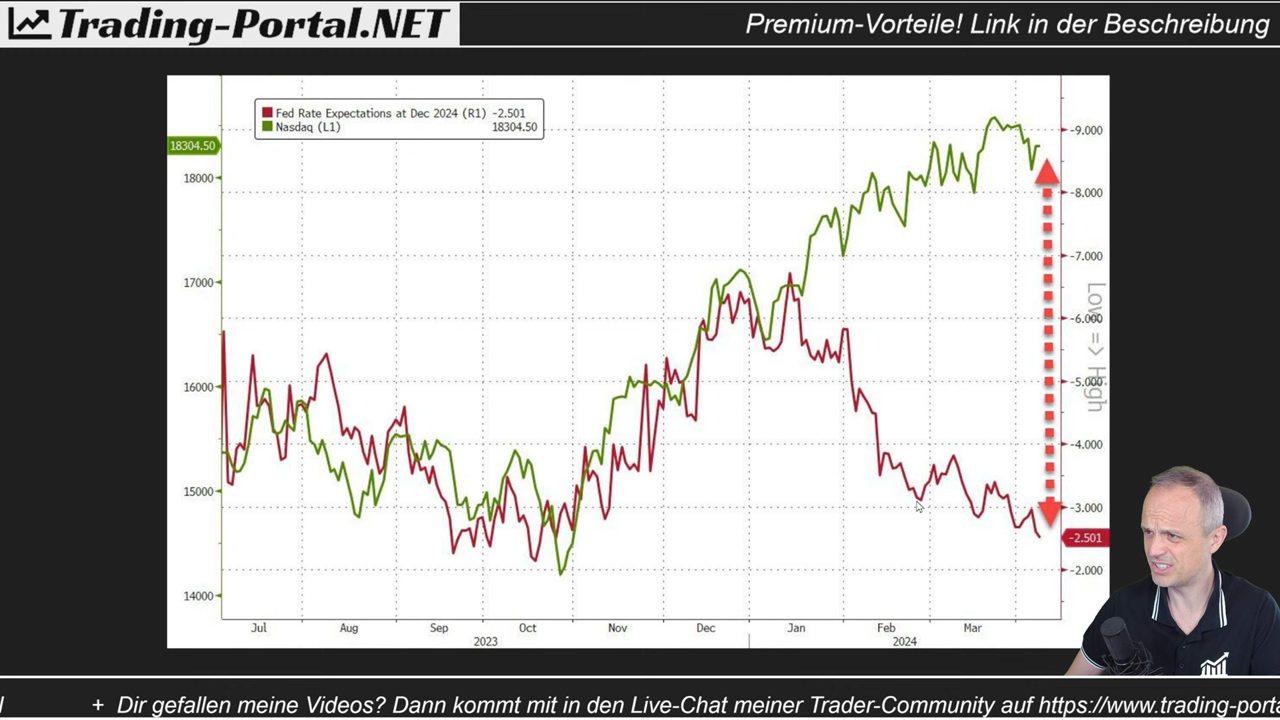 Trading-Portal.NET
Premium-Vorteile! Link in der Beschreibung
Fed Rate Expectations at Dec 2024 (R1) -2.501
Nasdaq (L1) 18304.50
18304.50
18000
17000
16000
15000
14000
-9.000
-8.000
-7.000
-6.000
-5.000
-4.000
-3.000
-2.501
-2.000
Low => High
Jul Aug Sep Oct Nov Dec Jan Feb Mar
2023 2024
+ Dir gefallen meine Videos? Dann kommt mit in den Live-Chat meiner Trader-Community auf https://www.trading-porta